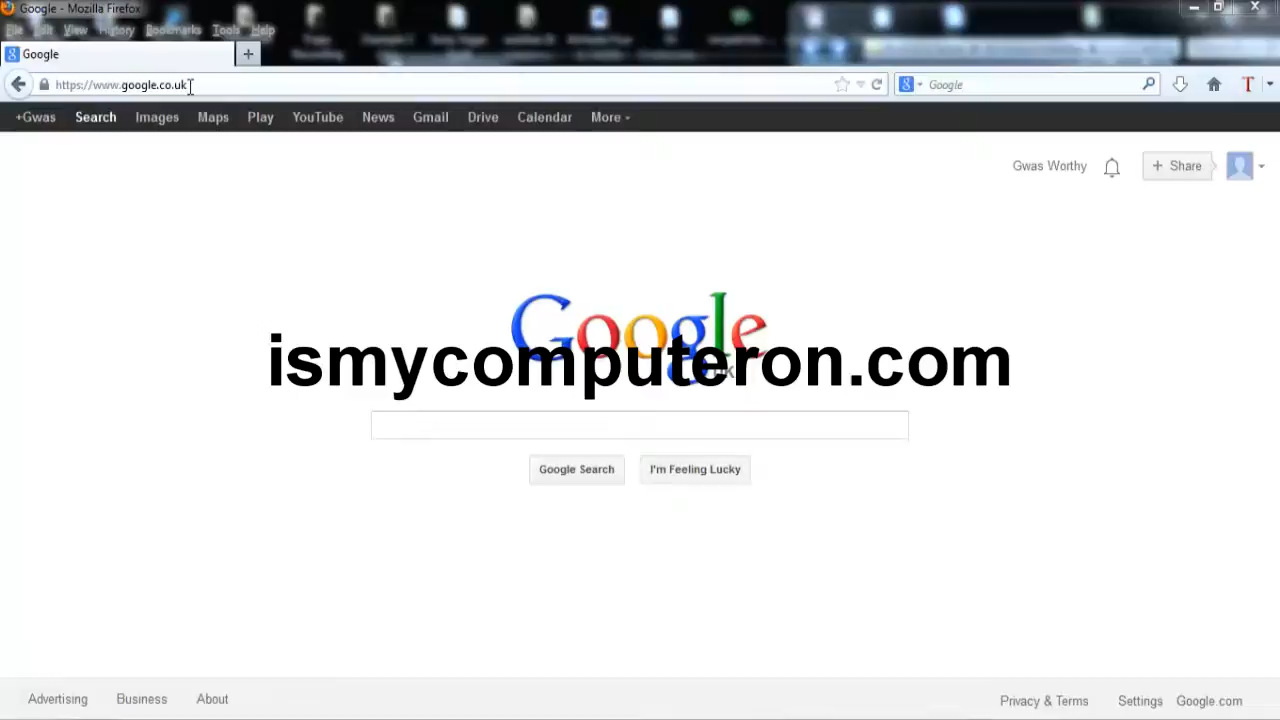 Google - Mozilla Firefox
File Edit View History Bookmarks Tools Help
Google
https://www.google.co.uk
Google
+Gwas Search Images Maps Play YouTube News Gmail Drive Calendar More
Gwas Worthy
+ Share
Google
ismycomputeron.com
Google Search I'm Feeling Lucky
Advertising Business About
Privacy & Terms Settings Google.com